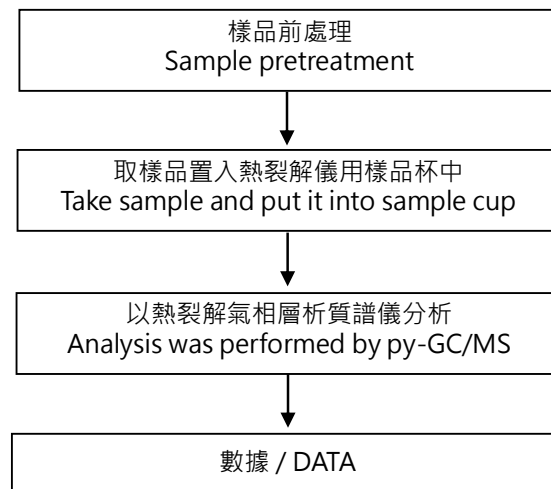 樣品前處理
Sample pretreatment
取樣品置入熱裂解儀用樣品杯中
Take sample and put it into sample cup
以熱裂解氣相層析質譜儀分析
Analysis was performed by py-GC/MS
數據 / DATA